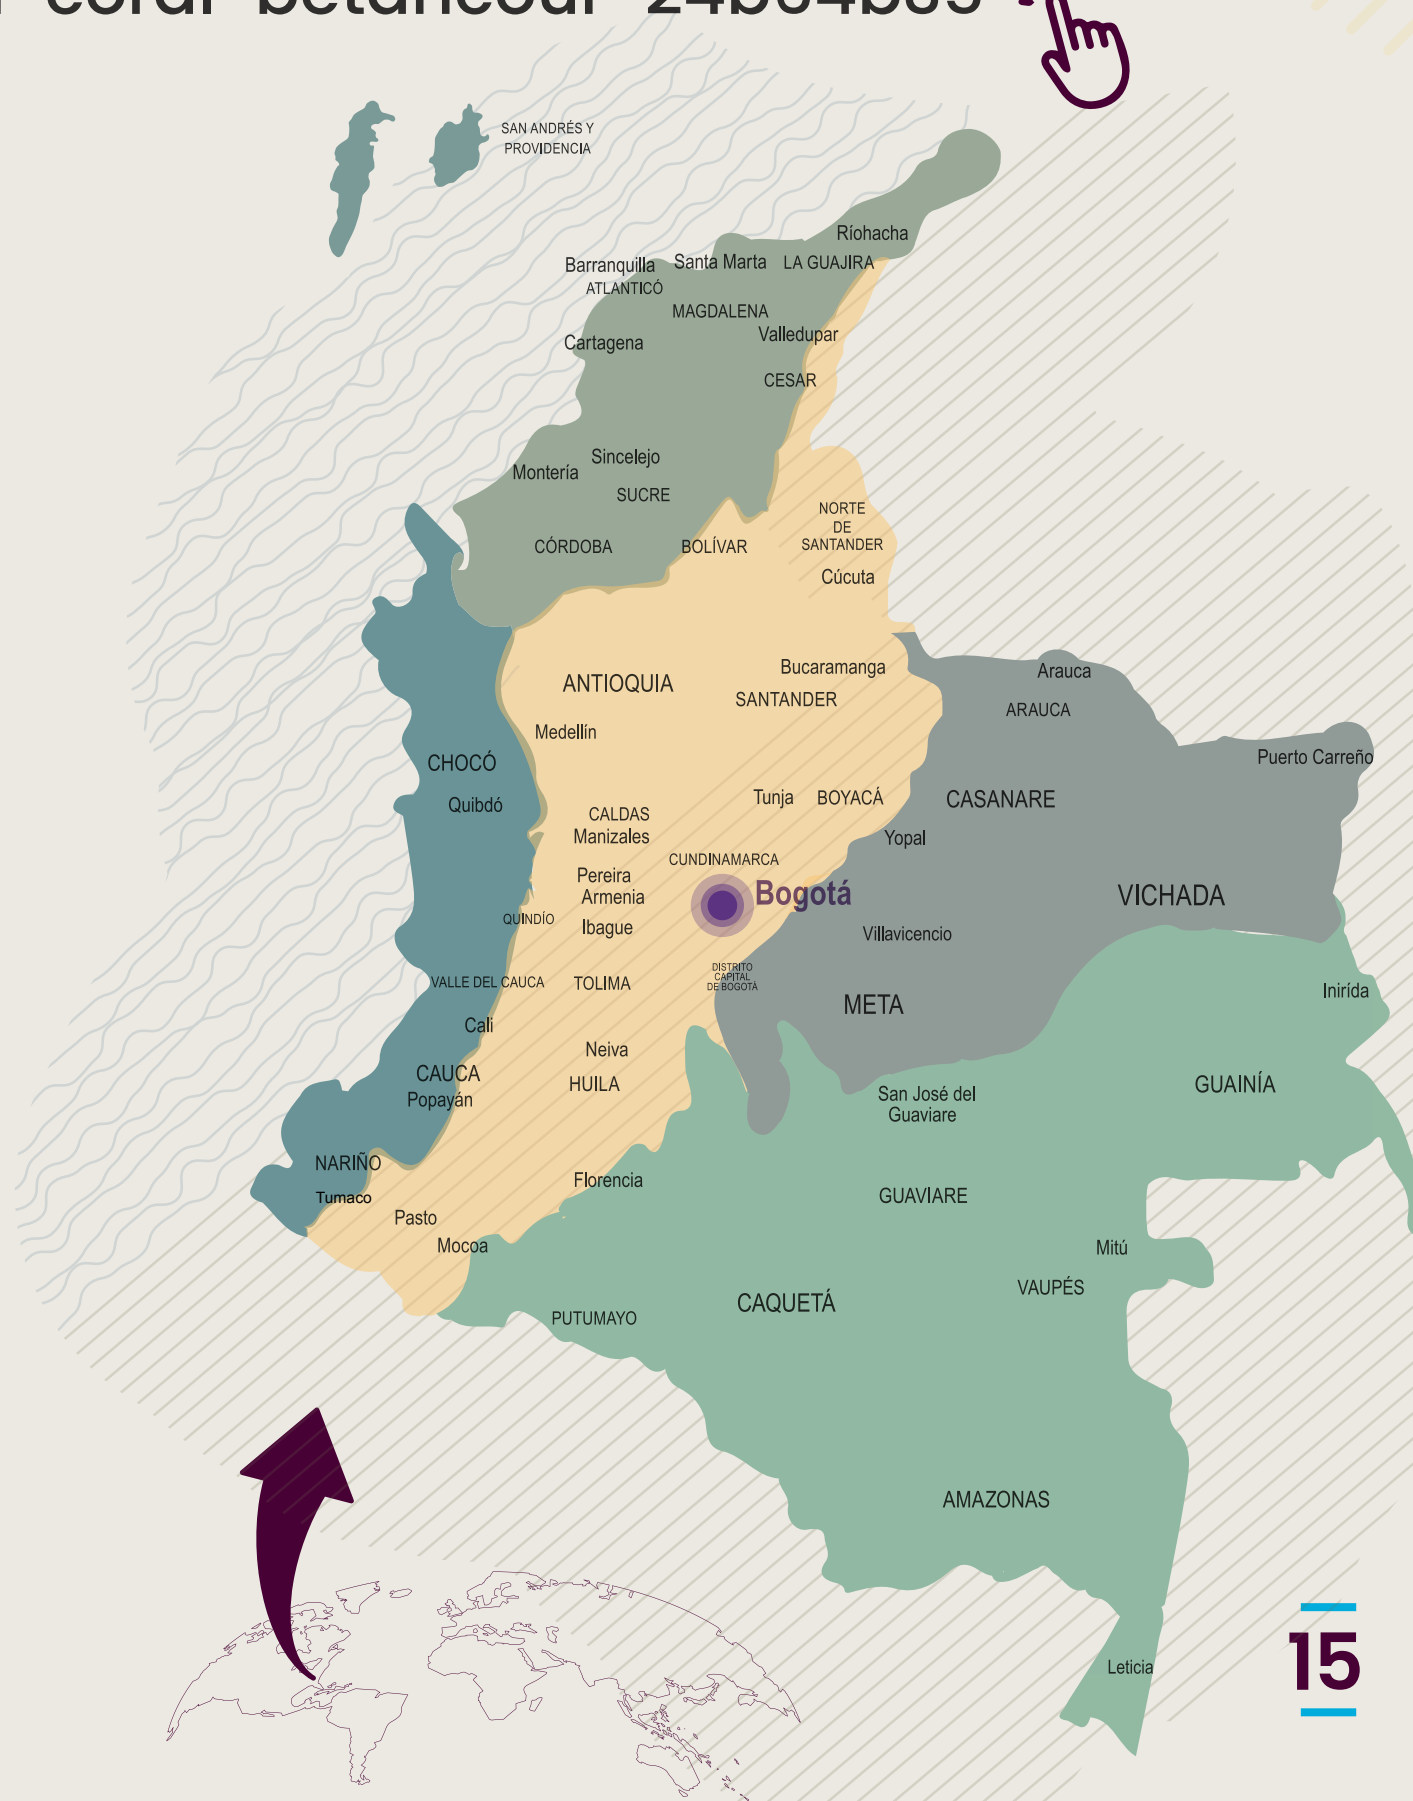 coral-betancour-24b64b89
SAN ANDRÉS Y
PROVIDENCIA
Ríohacha
Barranquilla
Santa Marta
LA GUAJIRA
ATLANTICÓ
MAGDALENA
Valledupar
Cartagena
CESAR
Sincelejo
Montería
SUCRE
NORTE
DE
SANTANDER
CÓRDOBA
BOLÍVAR
Cúcuta
Bucaramanga
Arauca
ANTIOQUIA
SANTANDER
ARAUCA
Medellín
CHOCÓ
Puerto Carreño
Quibdó
Tunja
BOYACÁ
CASANARE
CALDAS
Manizales
Yopal
CUNDINAMARCA
Pereira
Armenia
Bogotá
VICHADA
QUINDÍO
Ibague
Villavicencio
DISTRITO
CAPITAL
DE BOGOTÀ
VALLE DEL CAUCA
TOLIMA
Inirída
META
Cali
Neiva
CAUCA
HUILA
GUAINÍA
Popayán
San José del
Guaviare
NARIÑO
Florencia
Tumaco
GUAVIARE
Pasto
Mocoa
Mitú
VAUPÉS
CAQUETÁ
PUTUMAYO
AMAZONAS
Leticia
15